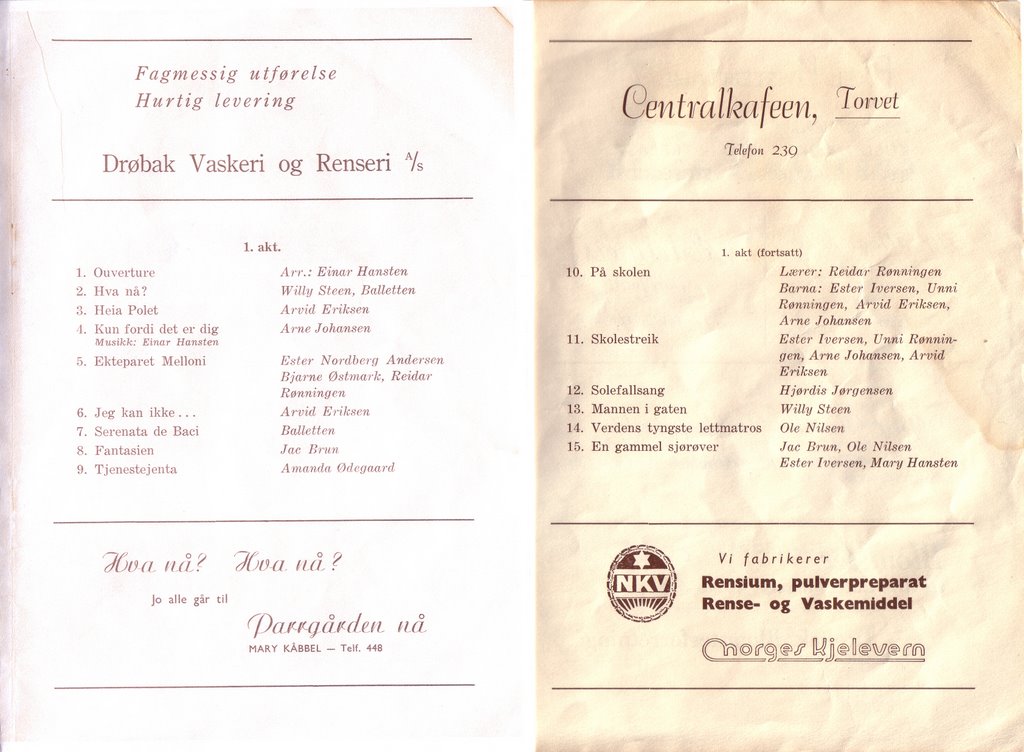 Fagmessig utførelse
Hurtig levering
Drøbak Vaskeri og Renseri A/s
1. akt.
1. Ouverture Arr.: Einar Hansten
2. Hva nå? Willy Steen, Balletten
3. Heia Polet Arvid Eriksen
4. Kun fordi det er dig Arne Johansen
Musikk: Einar Hansten
5. Ekteparet Melloni Ester Nordberg Andersen
Bjarne Østmark, Reidar
Rønningen
6. Jeg kan ikke... Arvid Eriksen
7. Serenata de Baci Balletten
8. Fantasien Jac Brun
9. Tjenestejenta Amanda Ødegaard
Hva nå? Hva nå?
Jo alle går til
Parrgården nå
MARY KÅBBEL — Telf. 448
Centralkafeen, Torvet
Telefon 239
1. akt (fortsatt)
10. På skolen Lærer: Reidar Rønningen
Barna: Ester Iversen, Unni
Rønningen, Arvid Eriksen,
Arne Johansen
11. Skolestreik Ester Iversen, Unni Rønnin-
gen, Arne Johansen, Arvid
Eriksen
12. Solefallsang Hjørdis Jørgensen
13. Mannen i gaten Willy Steen
14. Verdens tyngste lettmatros Ole Nilsen
15. En gammel sjørøver Jac Brun, Ole Nilsen
Ester Iversen, Mary Hansten
NKV
Vi fabrikerer
Rensium, pulverpreparat
Rense- og Vaskemiddel
Norges Kjelevern